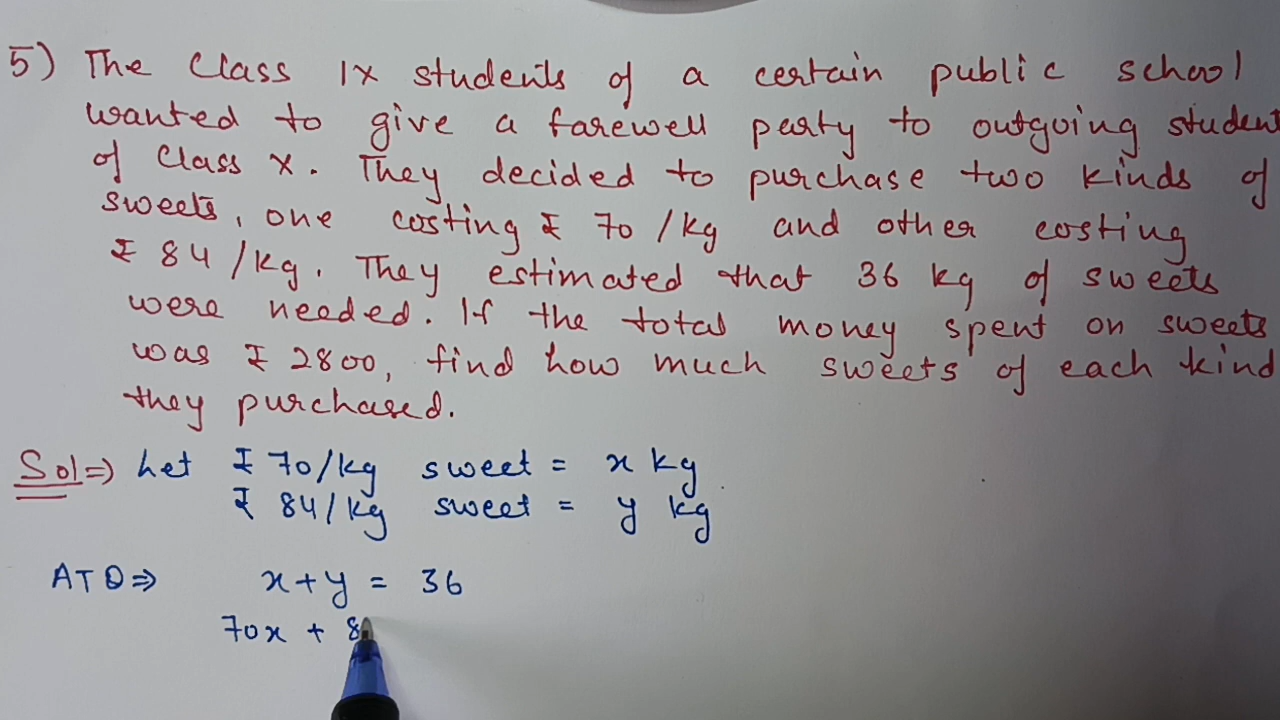 5) The Class IX students of a certain public school
wanted to give a farewell party to outgoing student
of Class X. They decided to purchase two kinds of
sweets, one costing ₹ 70/kg and other costing
₹ 84/kg. They estimated that 36 kg of sweets
were needed. If the total money spent on sweets
was ₹ 2800, find how much sweets of each kind
they purchased.
Sol⇒ Let ₹ 70/kg sweet = x kg
₹ 84/kg sweet = y kg
ATQ⇒ x+y = 36
70x + 8